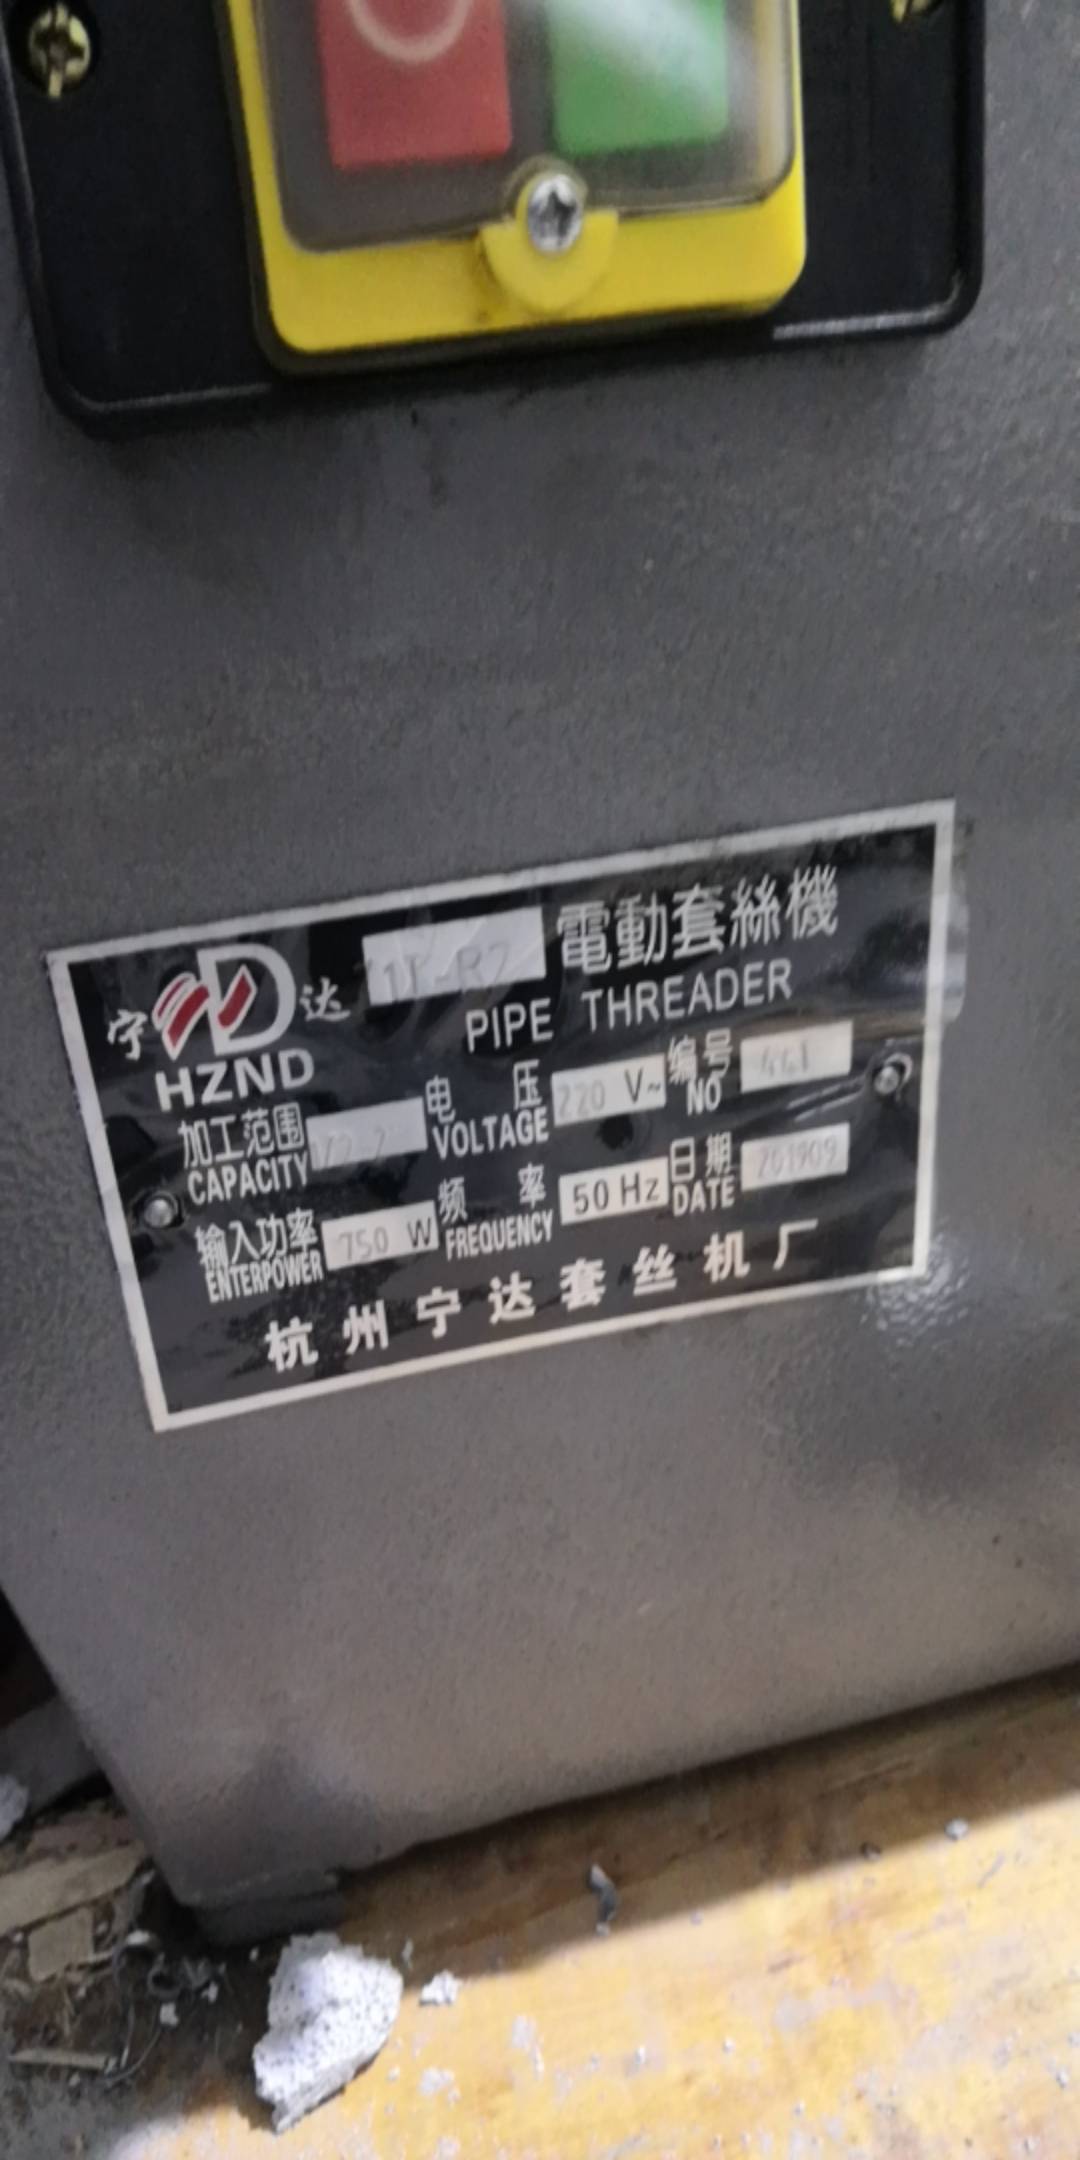 宁 达 電動套絲機
HZND PIPE THREADER
加工范围 电压 220 V~ 编号 441
CAPACITY VOLTAGE NO
输入功率 750 W 频率 50 Hz 日期 201909
ENTERPOWER FREQUENCY DATE
杭州宁达套丝机厂